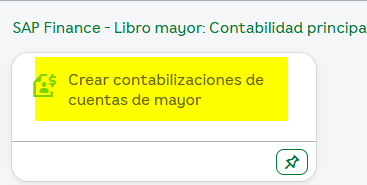 SAP Finance - Libro mayor: Contabilidad principa
Crear contabilizaciones de
cuentas de mayor